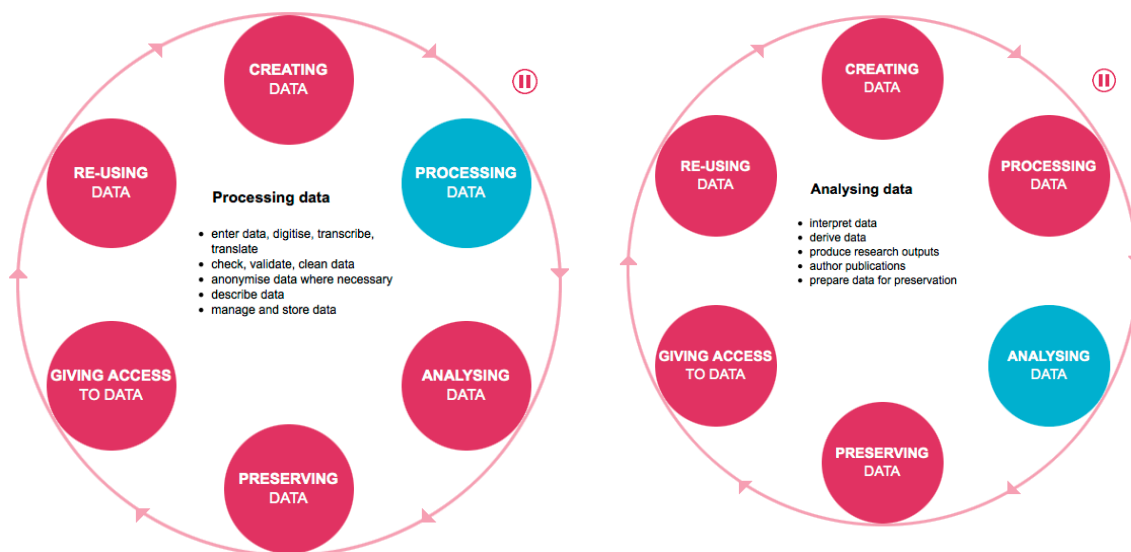 CREATING
DATA
PROCESSING
DATA
RE-USING
DATA
Processing data
enter data, digitise, transcribe,
translate
check, validate, clean data
anonymise data where necessary
describe data
manage and store data
GIVING ACCESS
TO DATA
ANALYSING
DATA
PRESERVING
DATA
CREATING
DATA
PROCESSING
DATA
RE-USING
DATA
Analysing data
interpret data
derive data
produce research outputs
author publications
prepare data for preservation
GIVING ACCESS
TO DATA
ANALYSING
DATA
PRESERVING
DATA